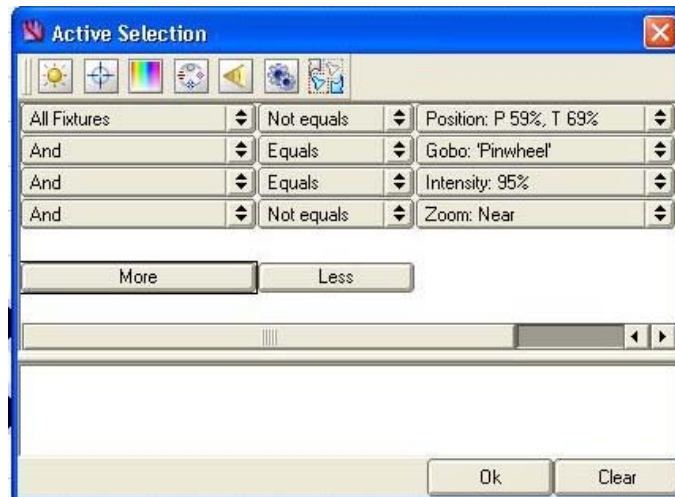 Active Selection
All Fixtures Not equals Position: P 59%, T 69%
And Equals Gobo: 'Pinwheel'
And Equals Intensity: 95%
And Not equals Zoom: Near
More Less
Ok Clear